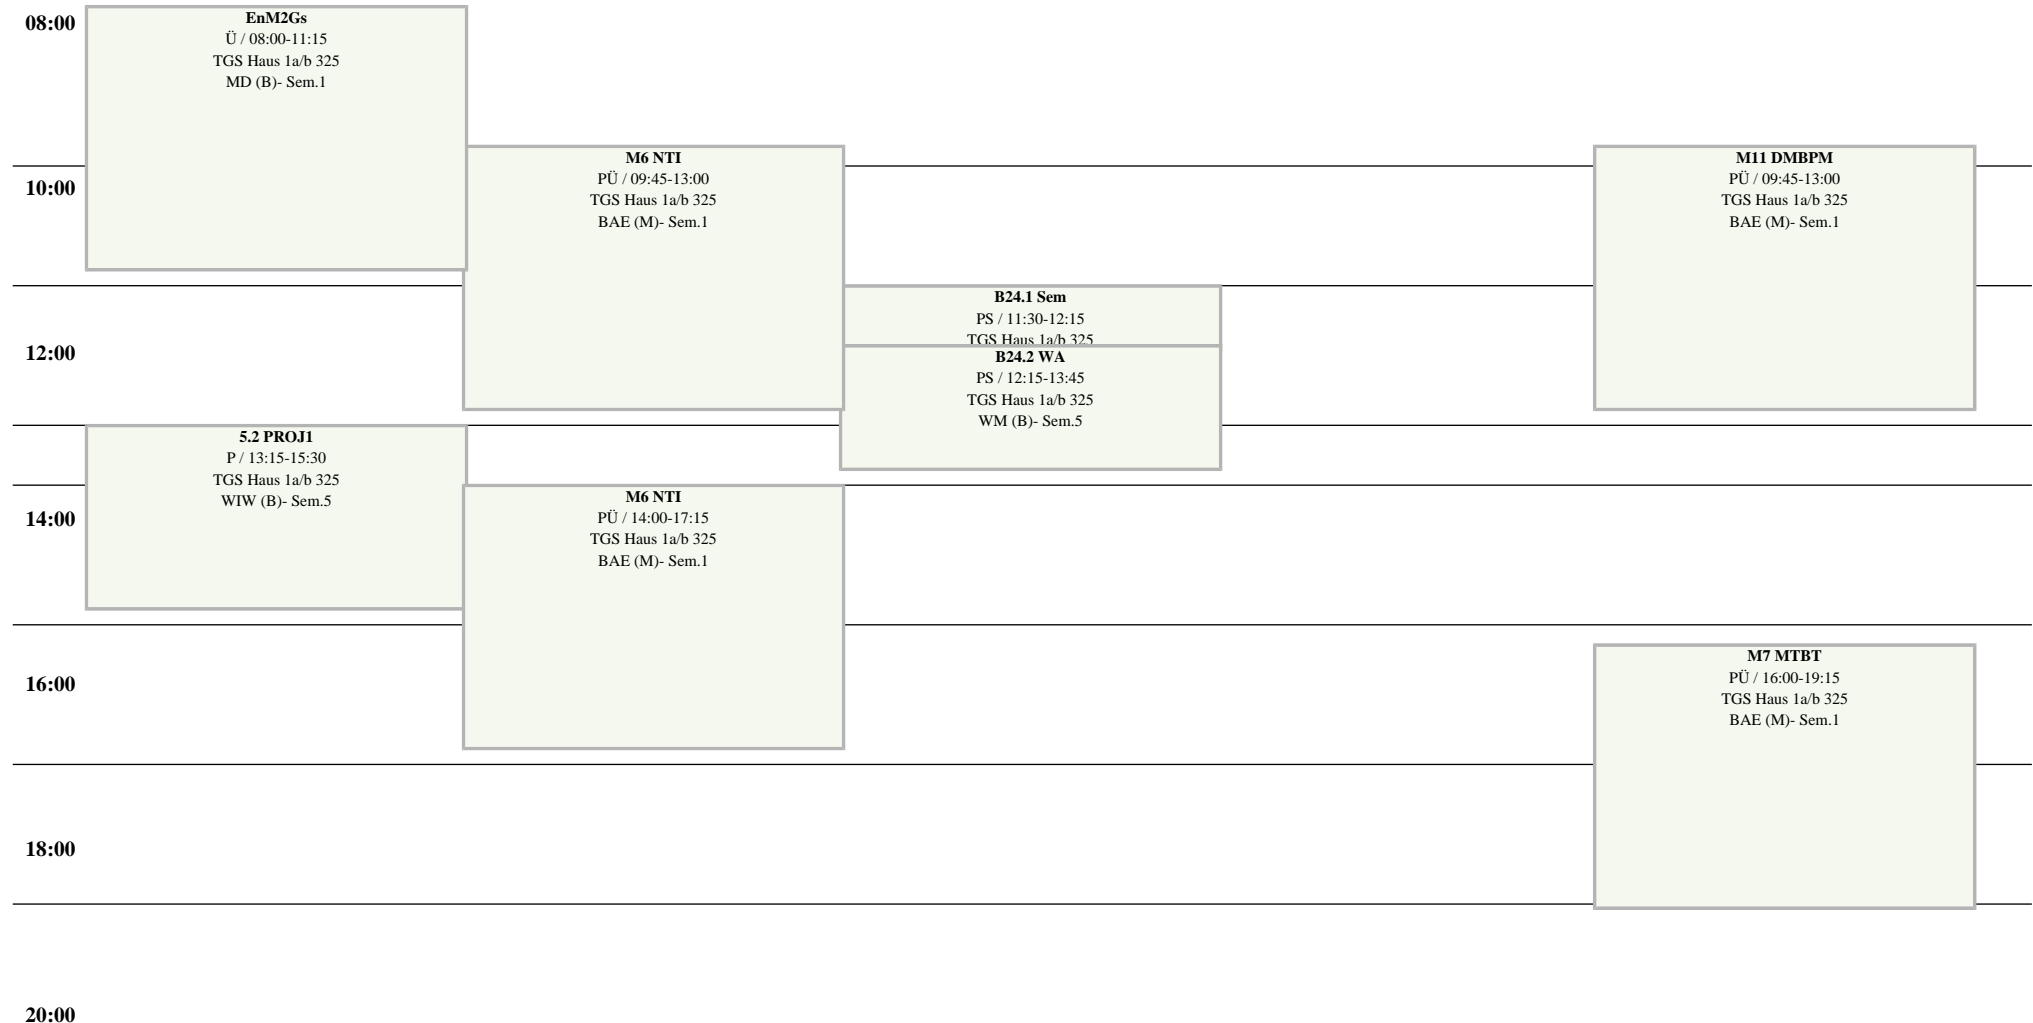 08:00
EnM2Gs
Ü / 08:00-11:15
TGS Haus 1a/b 325
MD (B)- Sem.1
M6 NTI
PÜ / 09:45-13:00
TGS Haus 1a/b 325
BAE (M)- Sem.1
M11 DMBPM
PÜ / 09:45-13:00
TGS Haus 1a/b 325
BAE (M)- Sem.1
10:00
B24.1 Sem
PS / 11:30-12:15
TGS Haus 1a/b 325
12:00
B24.2 WA
PS / 12:15-13:45
TGS Haus 1a/b 325
WM (B)- Sem.5
5.2 PROJ1
P / 13:15-15:30
TGS Haus 1a/b 325
WIW (B)- Sem.5
M6 NTI
PÜ / 14:00-17:15
TGS Haus 1a/b 325
BAE (M)- Sem.1
14:00
16:00
M7 MTBT
PÜ / 16:00-19:15
TGS Haus 1a/b 325
BAE (M)- Sem.1
18:00
20:00